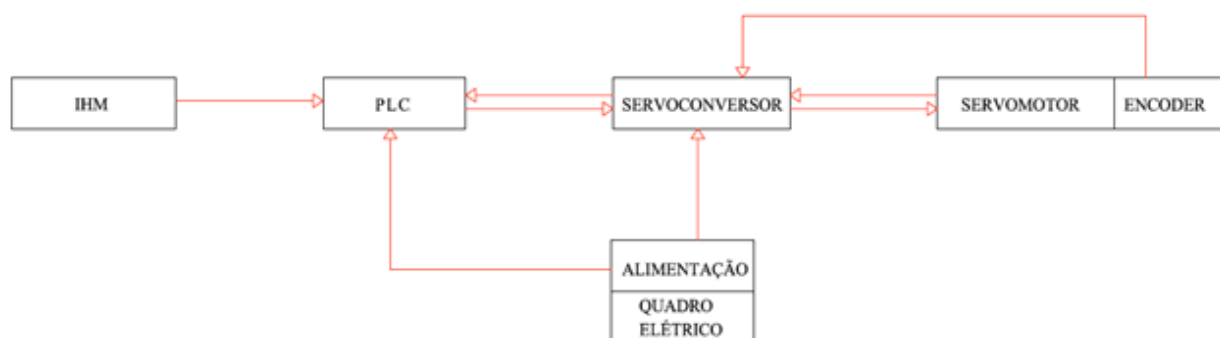 IHM
PLC
SERVOCONVERSOR
SERVOMOTOR
ENCODER
ALIMENTAÇÃO
QUADRO
ELÉTRICO